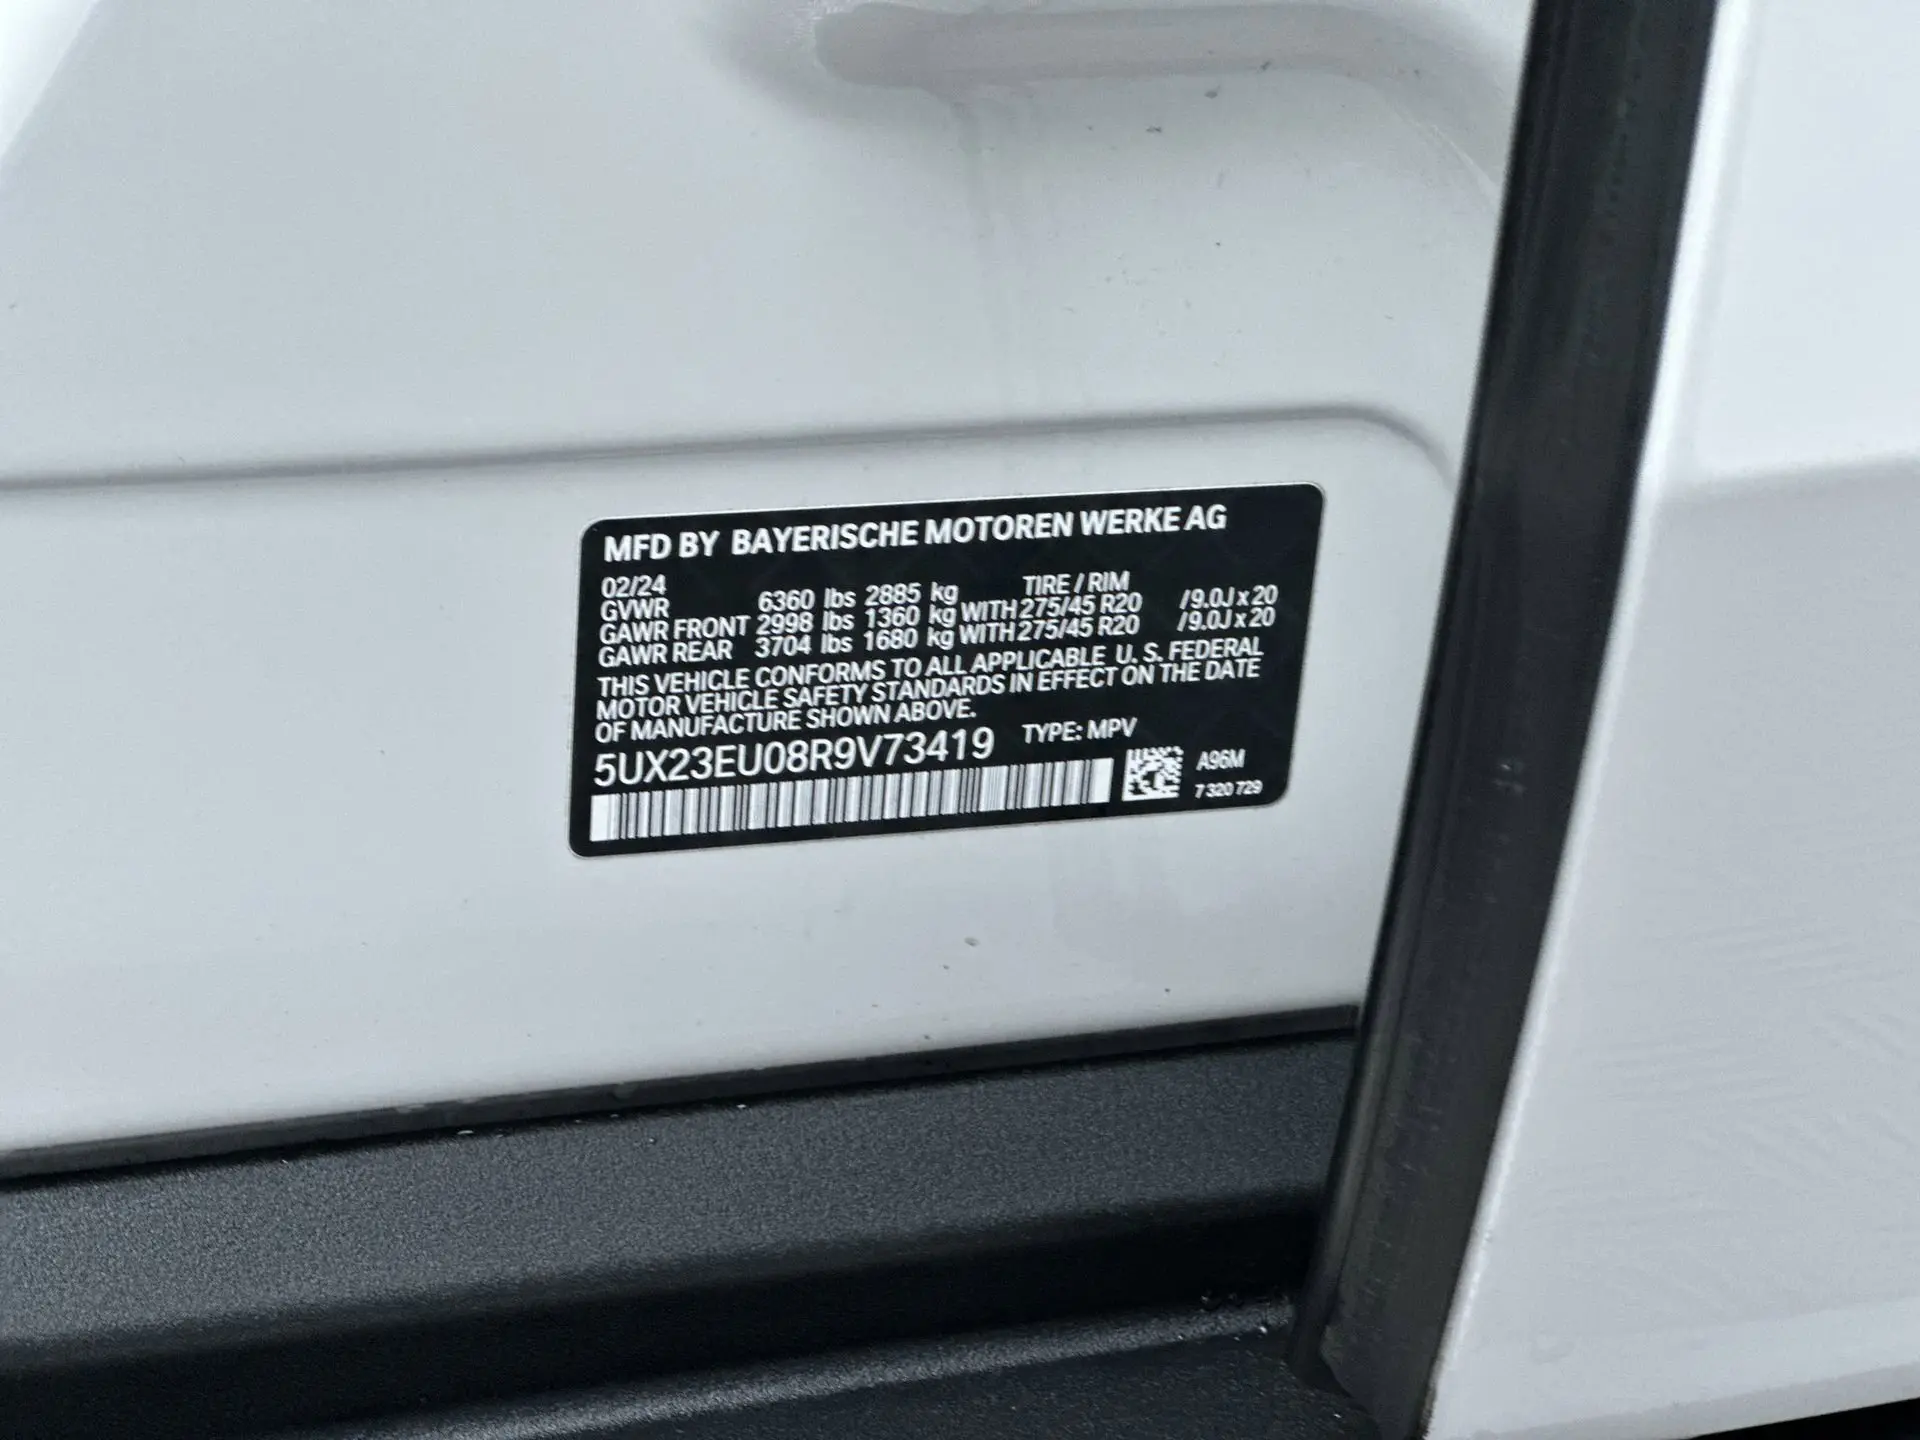 MFD BY BAYERISCHE MOTOREN WERKE AG
02/24 TIRE / RIM
GVWR 6360 lbs 2885 kg
GAWR FRONT 2998 lbs 1360 kg WITH 275/45 R20 /9.0J x 20
GAWR REAR 3704 lbs 1680 kg WITH 275/45 R20 /9.0J x 20
THIS VEHICLE CONFORMS TO ALL APPLICABLE U. S. FEDERAL
MOTOR VEHICLE SAFETY STANDARDS IN EFFECT ON THE DATE
OF MANUFACTURE SHOWN ABOVE.
5UX23EU08R9V73419 TYPE: MPV
A96M
7 320 729